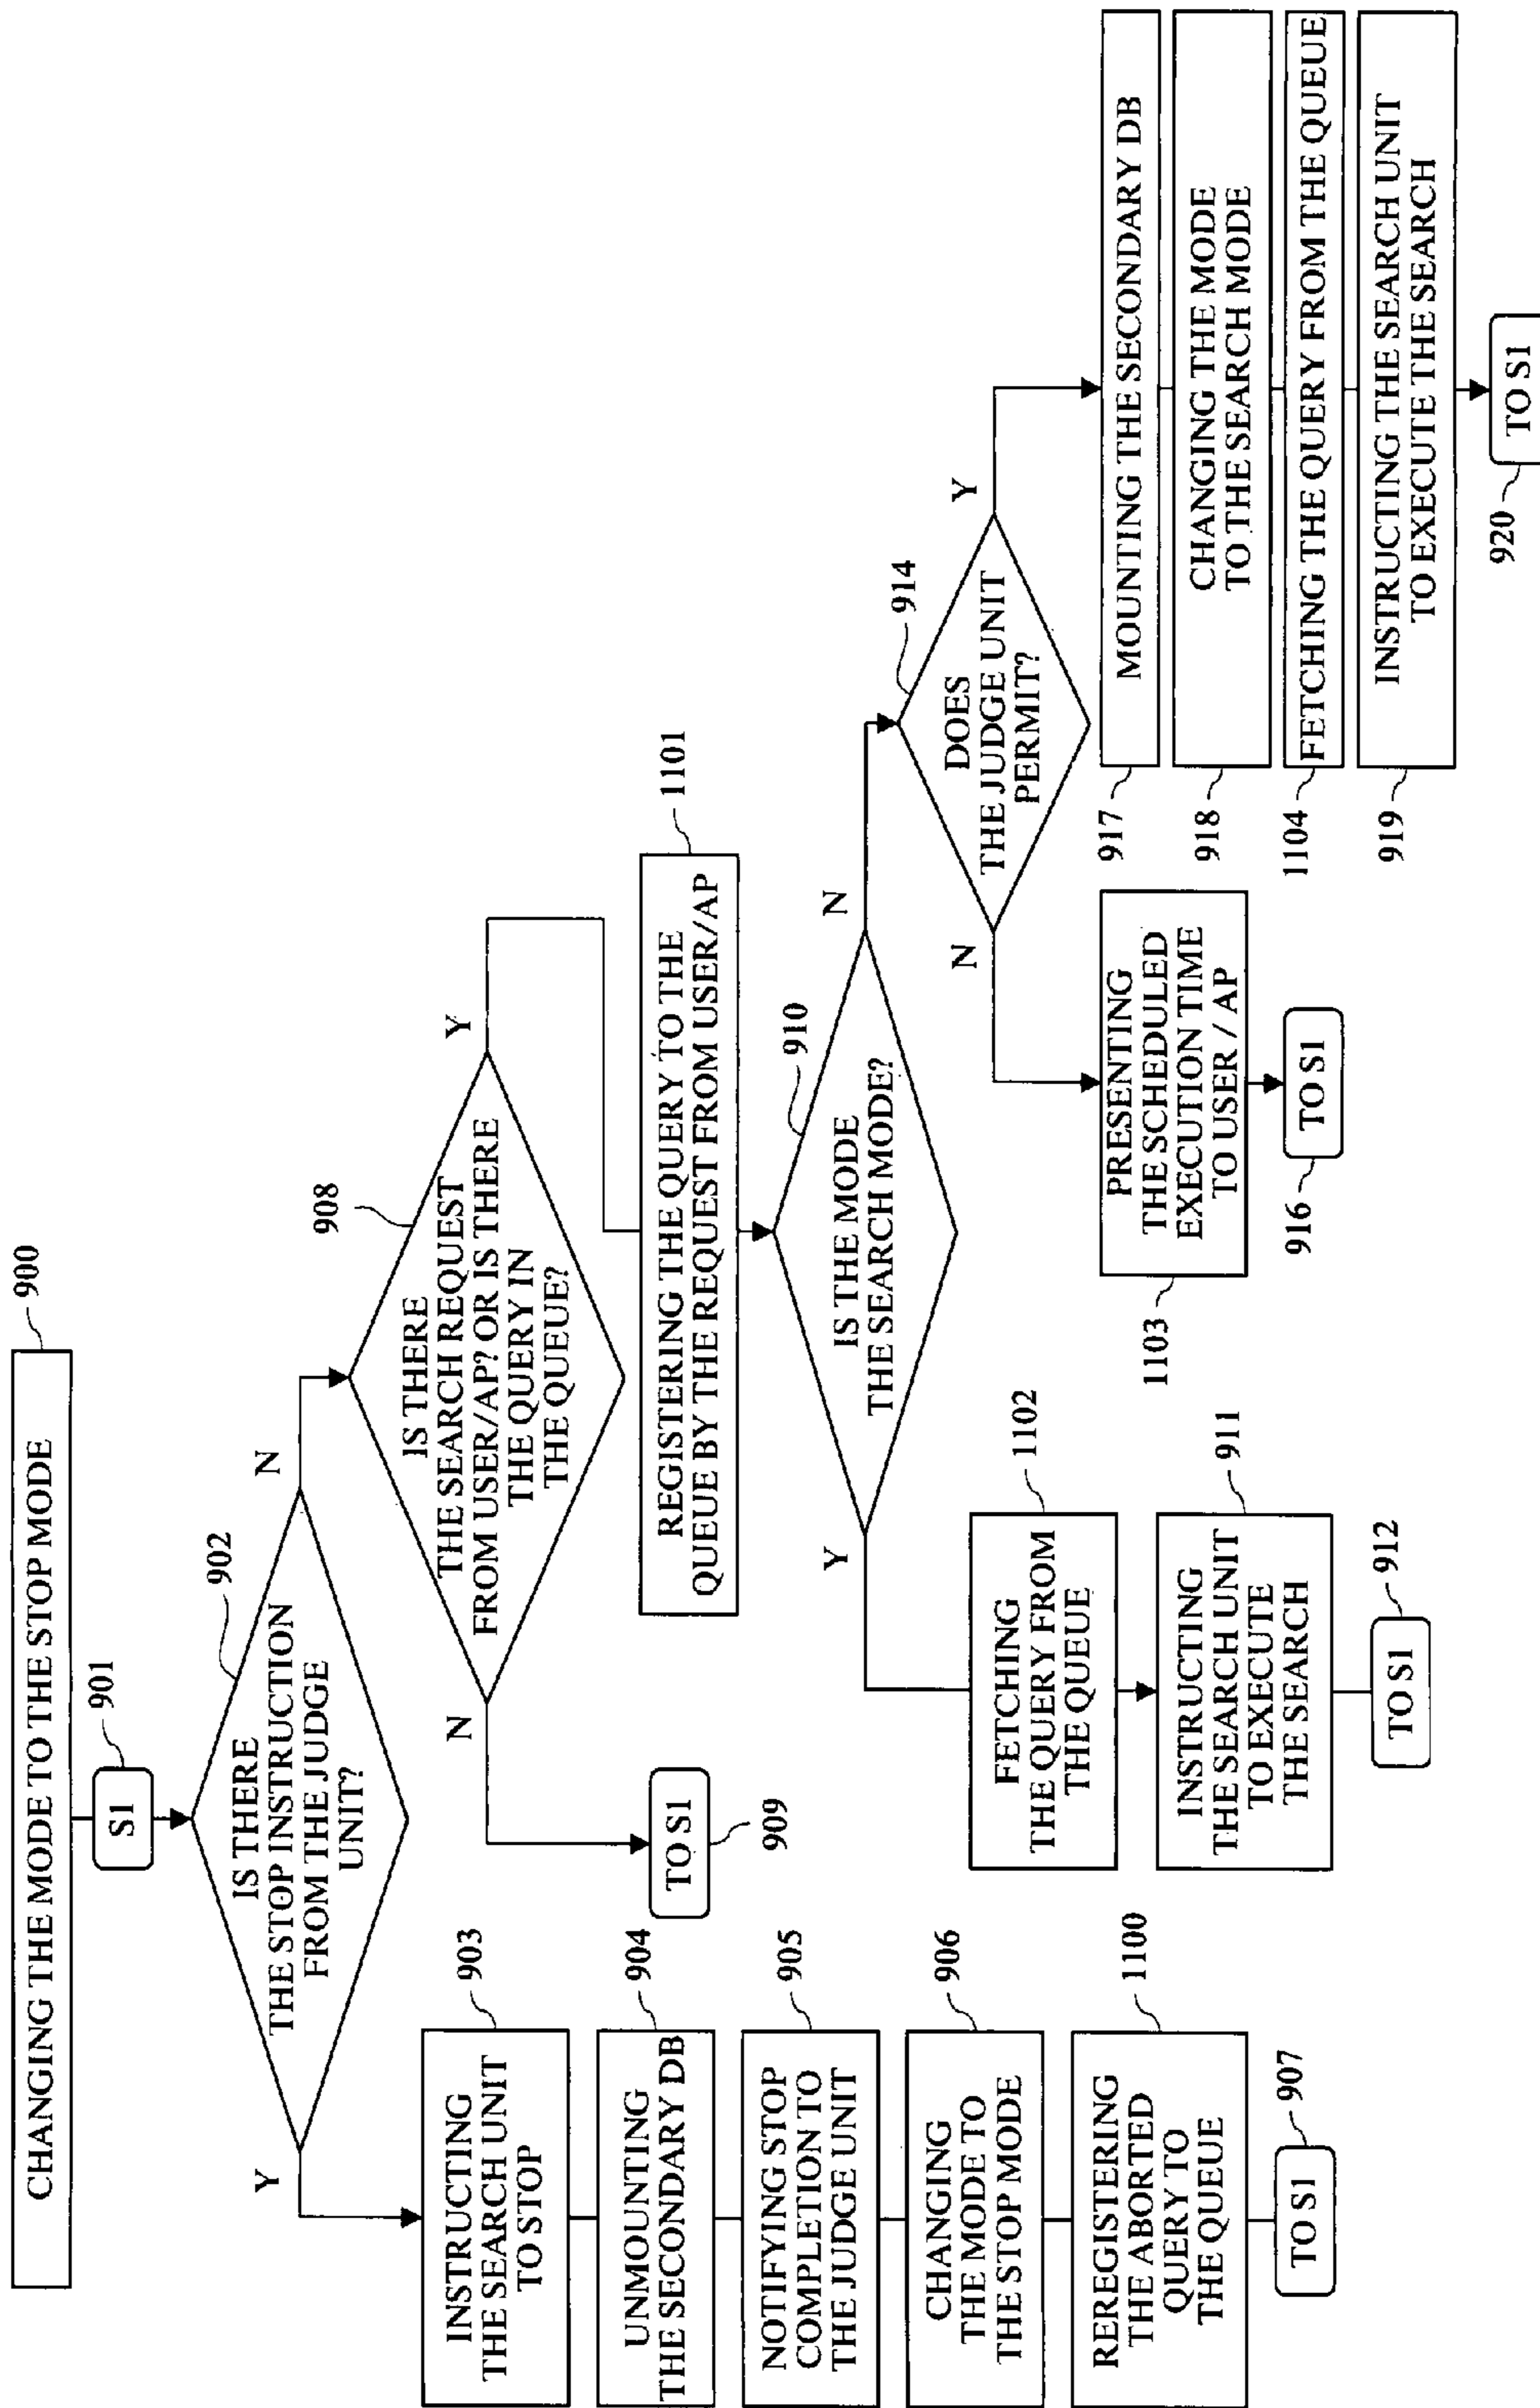 CHANGING THE MODE TO THE STOP MODE
900
S1
901
IS THERE
THE STOP INSTRUCTION
FROM THE JUDGE
UNIT?
902
Y
N
INSTRUCTING
THE SEARCH UNIT
TO STOP
903
UNMOUNTING
THE SECONDARY DB
904
NOTIFYING STOP
COMPLETION TO
THE JUDGE UNIT
905
CHANGING
THE MODE TO
THE STOP MODE
906
REREGISTERING
THE ABORTED
QUERY TO
THE QUEUE
1100
TO S1
907
IS THERE
THE SEARCH REQUEST
FROM USER/AP? OR IS THERE
THE QUERY IN
THE QUEUE?
908
N
Y
TO S1
909
REGISTERING THE QUERY TO THE
QUEUE BY THE REQUEST FROM USER/AP
1101
IS THE MODE
THE SEARCH MODE?
910
Y
N
FETCHING
THE QUERY FROM
THE QUEUE
1102
INSTRUCTING
THE SEARCH UNIT
TO EXECUTE
THE SEARCH
911
TO S1
912
DOES
THE JUDGE UNIT
PERMIT?
914
N
Y
PRESENTING
THE SCHEDULED
EXECUTION TIME
TO USER / AP
1103
TO S1
916
MOUNTING THE SECONDARY DB
917
CHANGING THE MODE
TO THE SEARCH MODE
918
FETCHING THE QUERY FROM THE QUEUE
1104
INSTRUCTING THE SEARCH UNIT
TO EXECUTE THE SEARCH
919
TO S1
920